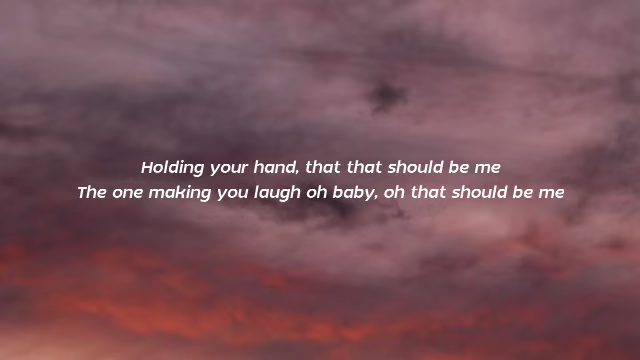 Holding your hand, that that should be me
The one making you laugh oh baby, oh that should be me